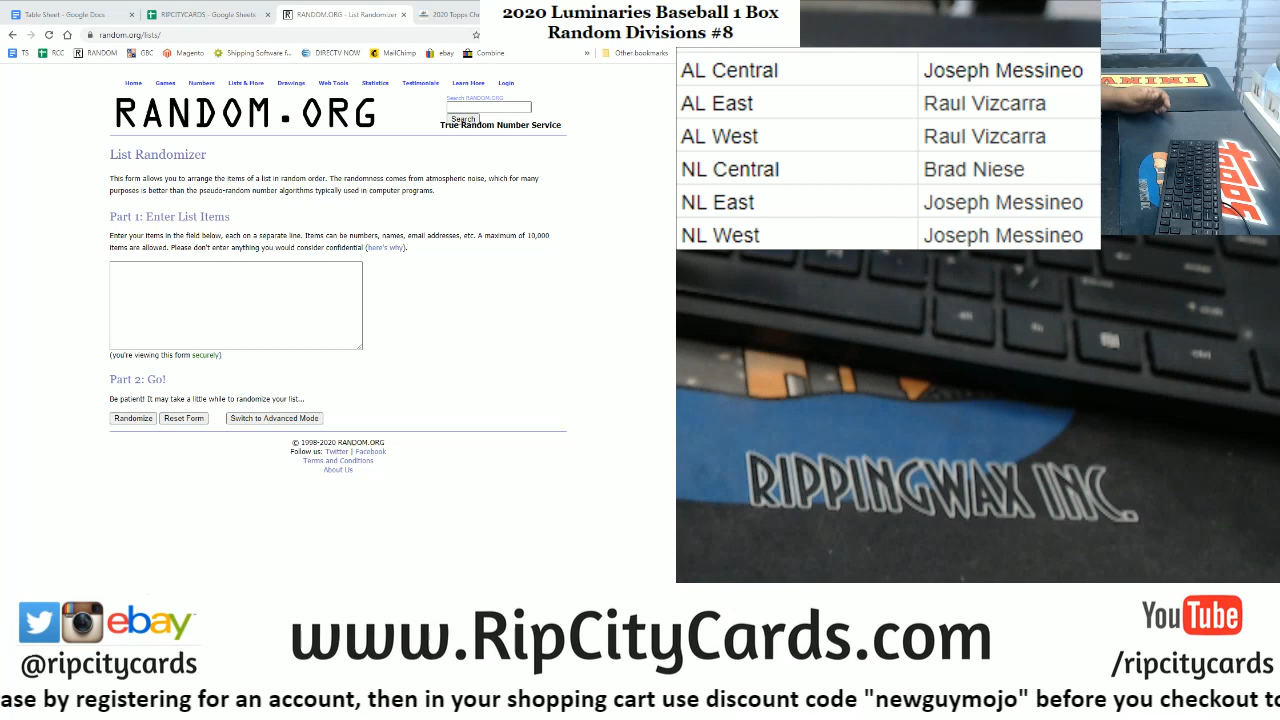 Table Sheet - Google Docs
RIPCITYCARDS - Google Sheets
RANDOM.ORG - List Randomizer
2020 Topps Che
random.org/lists/
TS
RCC
RANDOM
GBC
Magento
Shipping Software f...
DIRECTV NOW
MailChimp
ebay
Combine
»
Other bookmarks
2020 Luminaries Baseball 1 Box
Random Divisions #8
Home Games Numbers Lists & More Drawings Web Tools Statistics Testimonials Learn More Login
RANDOM.ORG
Search RANDOM.ORG
Search
True Random Number Service
List Randomizer
This form allows you to arrange the items of a list in random order. The randomness comes from atmospheric noise, which for many
purposes is better than the pseudo-random number algorithms typically used in computer programs.
Part 1: Enter List Items
Enter your items in the field below, each on a separate line. Items can be numbers, names, email addresses, etc. A maximum of 10,000
items are allowed. Please don't enter anything you would consider confidential (here's why).
(you're viewing this form securely)
Part 2: Go!
Be patient! It may take a little while to randomize your list...
Randomize Reset Form Switch to Advanced Mode
© 1998-2020 RANDOM.ORG
Follow us: Twitter | Facebook
Terms and Conditions
About Us
AL Central Joseph Messineo
AL East Raul Vizcarra
AL West Raul Vizcarra
NL Central Brad Niese
NL East Joseph Messineo
NL West Joseph Messineo
topps
alt
fn
ctrl
RIPPINGWAX INC.
ebay
@ripcitycards
www.RipCityCards.com
YouTube
/ripcitycards
ase by registering for an account, then in your shopping cart use discount code "newguymojo" before you checkout to